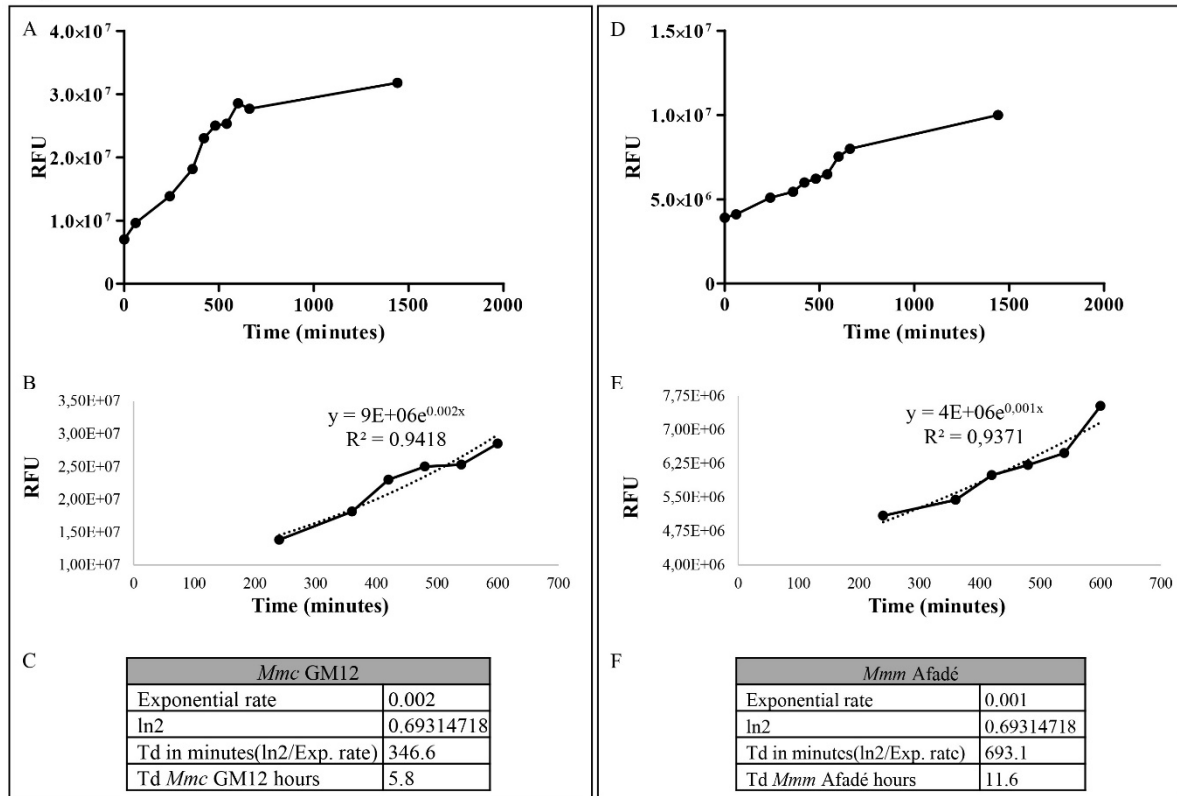 A
4.0×10⁷
3.0×10⁷
2.0×10⁷
1.0×10⁷
0
RFU
0 500 1000 1500 2000
Time (minutes)
B
3,50E+07
3,00E+07
2,50E+07
2,00E+07
1,50E+07
1,00E+07
RFU
y = 9E+06e^0.002x
R² = 0.9418
0 100 200 300 400 500 600 700
Time (minutes)
C
Mmc GM12
Exponential rate 0.002
ln2 0.69314718
Td in minutes(ln2/Exp. rate) 346.6
Td Mmc GM12 hours 5.8
D
1.5×10⁷
1.0×10⁷
5.0×10⁶
0
RFU
0 500 1000 1500 2000
Time (minutes)
E
7,75E+06
7,00E+06
6,25E+06
5,50E+06
4,75E+06
4,00E+06
RFU
y = 4E+06e^0,001x
R² = 0,9371
0 100 200 300 400 500 600 700
Time (minutes)
F
Mmm Afadé
Exponential rate 0.001
ln2 0.69314718
Td in minutes(ln2/Exp. rate) 693.1
Td Mmm Afadé hours 11.6